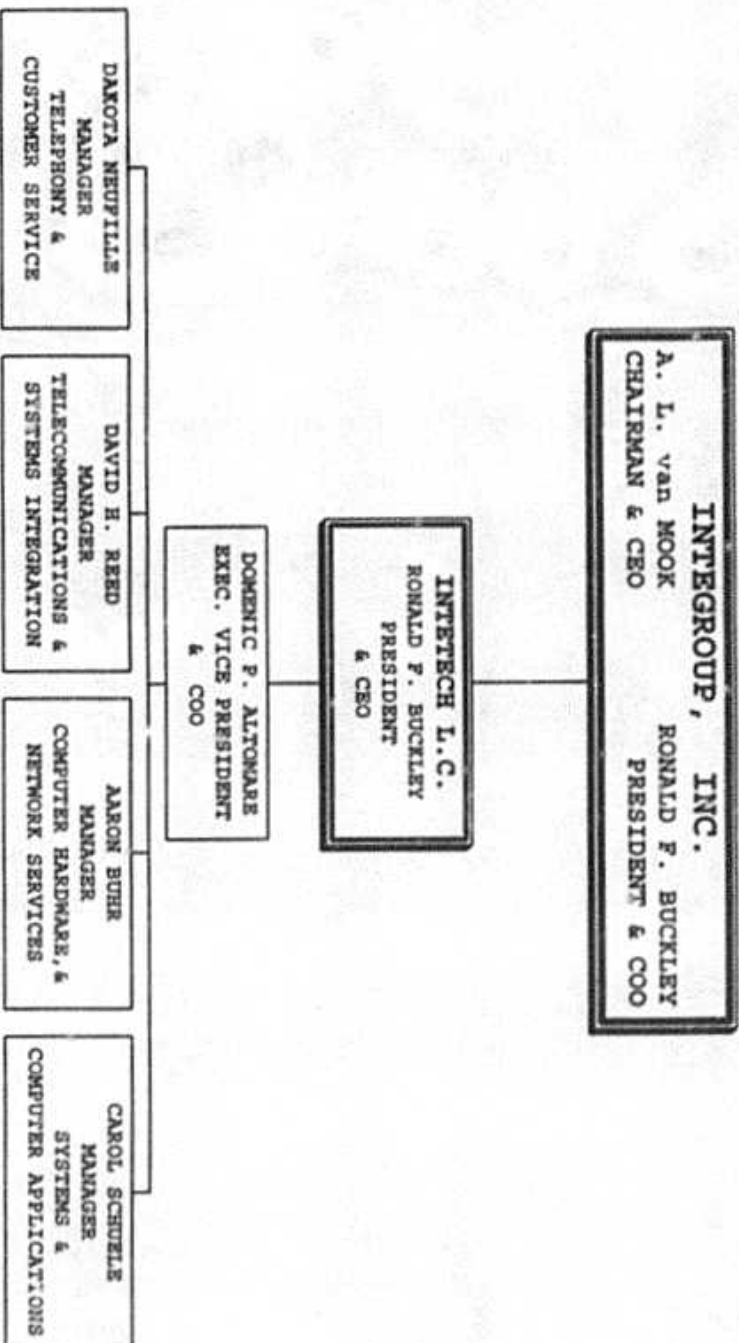 INTEGROUP, INC.
A. L. van MOOK RONALD F. BUCKLEY
CHAIRMAN & CEO PRESIDENT & COO
INTETECH L.C.
RONALD F. BUCKLEY
PRESIDENT
& CEO
DOMENIC P. ALTOMARE
EXEC. VICE PRESIDENT
& COO
DAKOTA NEUFILLE
MANAGER
TELEPHONY &
CUSTOMER SERVICE
DAVID H. REED
MANAGER
TELECOMMUNICATIONS &
SYSTEMS INTEGRATION
AARON BUHR
MANAGER
COMPUTER HARDWARE,&
NETWORK SERVICES
CAROL SCHUELE
MANAGER
SYSTEMS &
COMPUTER APPLICATIONS